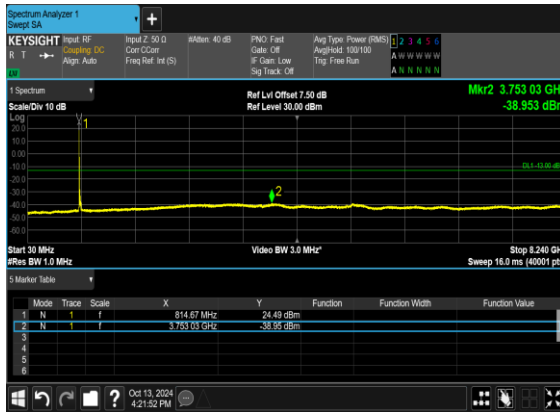 Spectrum Analyzer 1
Swept SA
+
KEYSIGHT Input: RF Input Z: 50 Ω #Atten: 40 dB PNO: Fast Avg Type: Power (RMS) 1 2 3 4 5 6
R T Coupling: DC Corr CCorr Gate: Off Avg|Hold: 100/100 A W W W W W
Align: Auto Freq Ref: Int (S) IF Gain: Low Trig: Free Run
Sig Track: Off A N N N N N
1 Spectrum Ref Lvl Offset 7.50 dB Mkr2 3.753 03 GHz
Scale/Div 10 dB Ref Level 30.00 dBm -38.953 dB
Log
20.0
10.0
0.00
-10.0
-20.0
-30.0
-40.0
-50.0
-60.0
1
2
DL1 -13.00 dB
Start 30 MHz Video BW 3.0 MHz* Stop 8.240 G
#Res BW 1.0 MHz Sweep 16.0 ms (40001 pt
5 Marker Table
Mode Trace Scale X Y Function Function Width Function Value
1 N 1 f 814.67 MHz 24.49 dBm
2 N 1 f 3.753 03 GHz -38.95 dBm
3
4
5
6
? Oct 13, 2024
4:21:52 PM